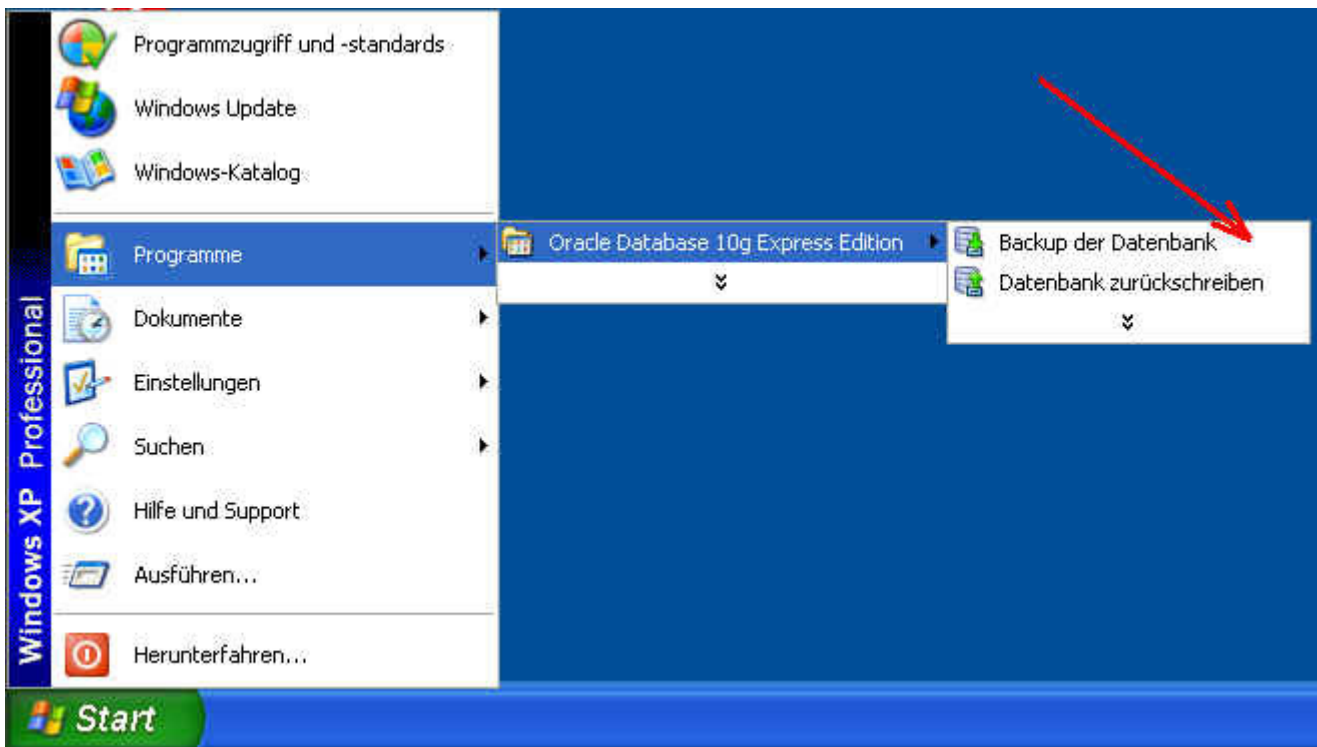 Programmzugriff und -standards
Windows Update
Windows-Katalog
Programme
Oracle Database 10g Express Edition
Backup der Datenbank
Datenbank zurückschreiben
Dokumente
Einstellungen
Suchen
Hilfe und Support
Ausführen...
Herunterfahren...
Windows XP Professional
Start